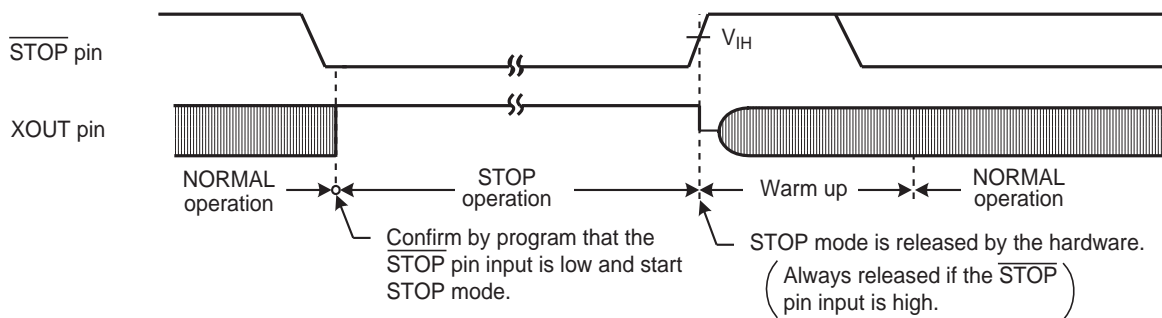 STOP pin
VIH
XOUT pin
NORMAL
operation
STOP
operation
Warm up
NORMAL
operation
Confirm by program that the
STOP pin input is low and start
STOP mode.
STOP mode is released by the hardware.
Always released if the STOP
pin input is high.